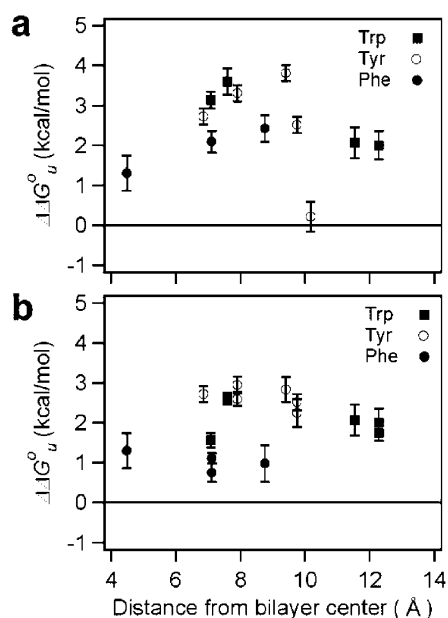 a
Trp
Tyr
Phe
5
4
3
2
1
0
-1
ΔΔG°u (kcal/mol)
b
Trp
Tyr
Phe
5
4
3
2
1
0
-1
ΔΔG°u (kcal/mol)
4 6 8 10 12 14
Distance from bilayer center ( Å )